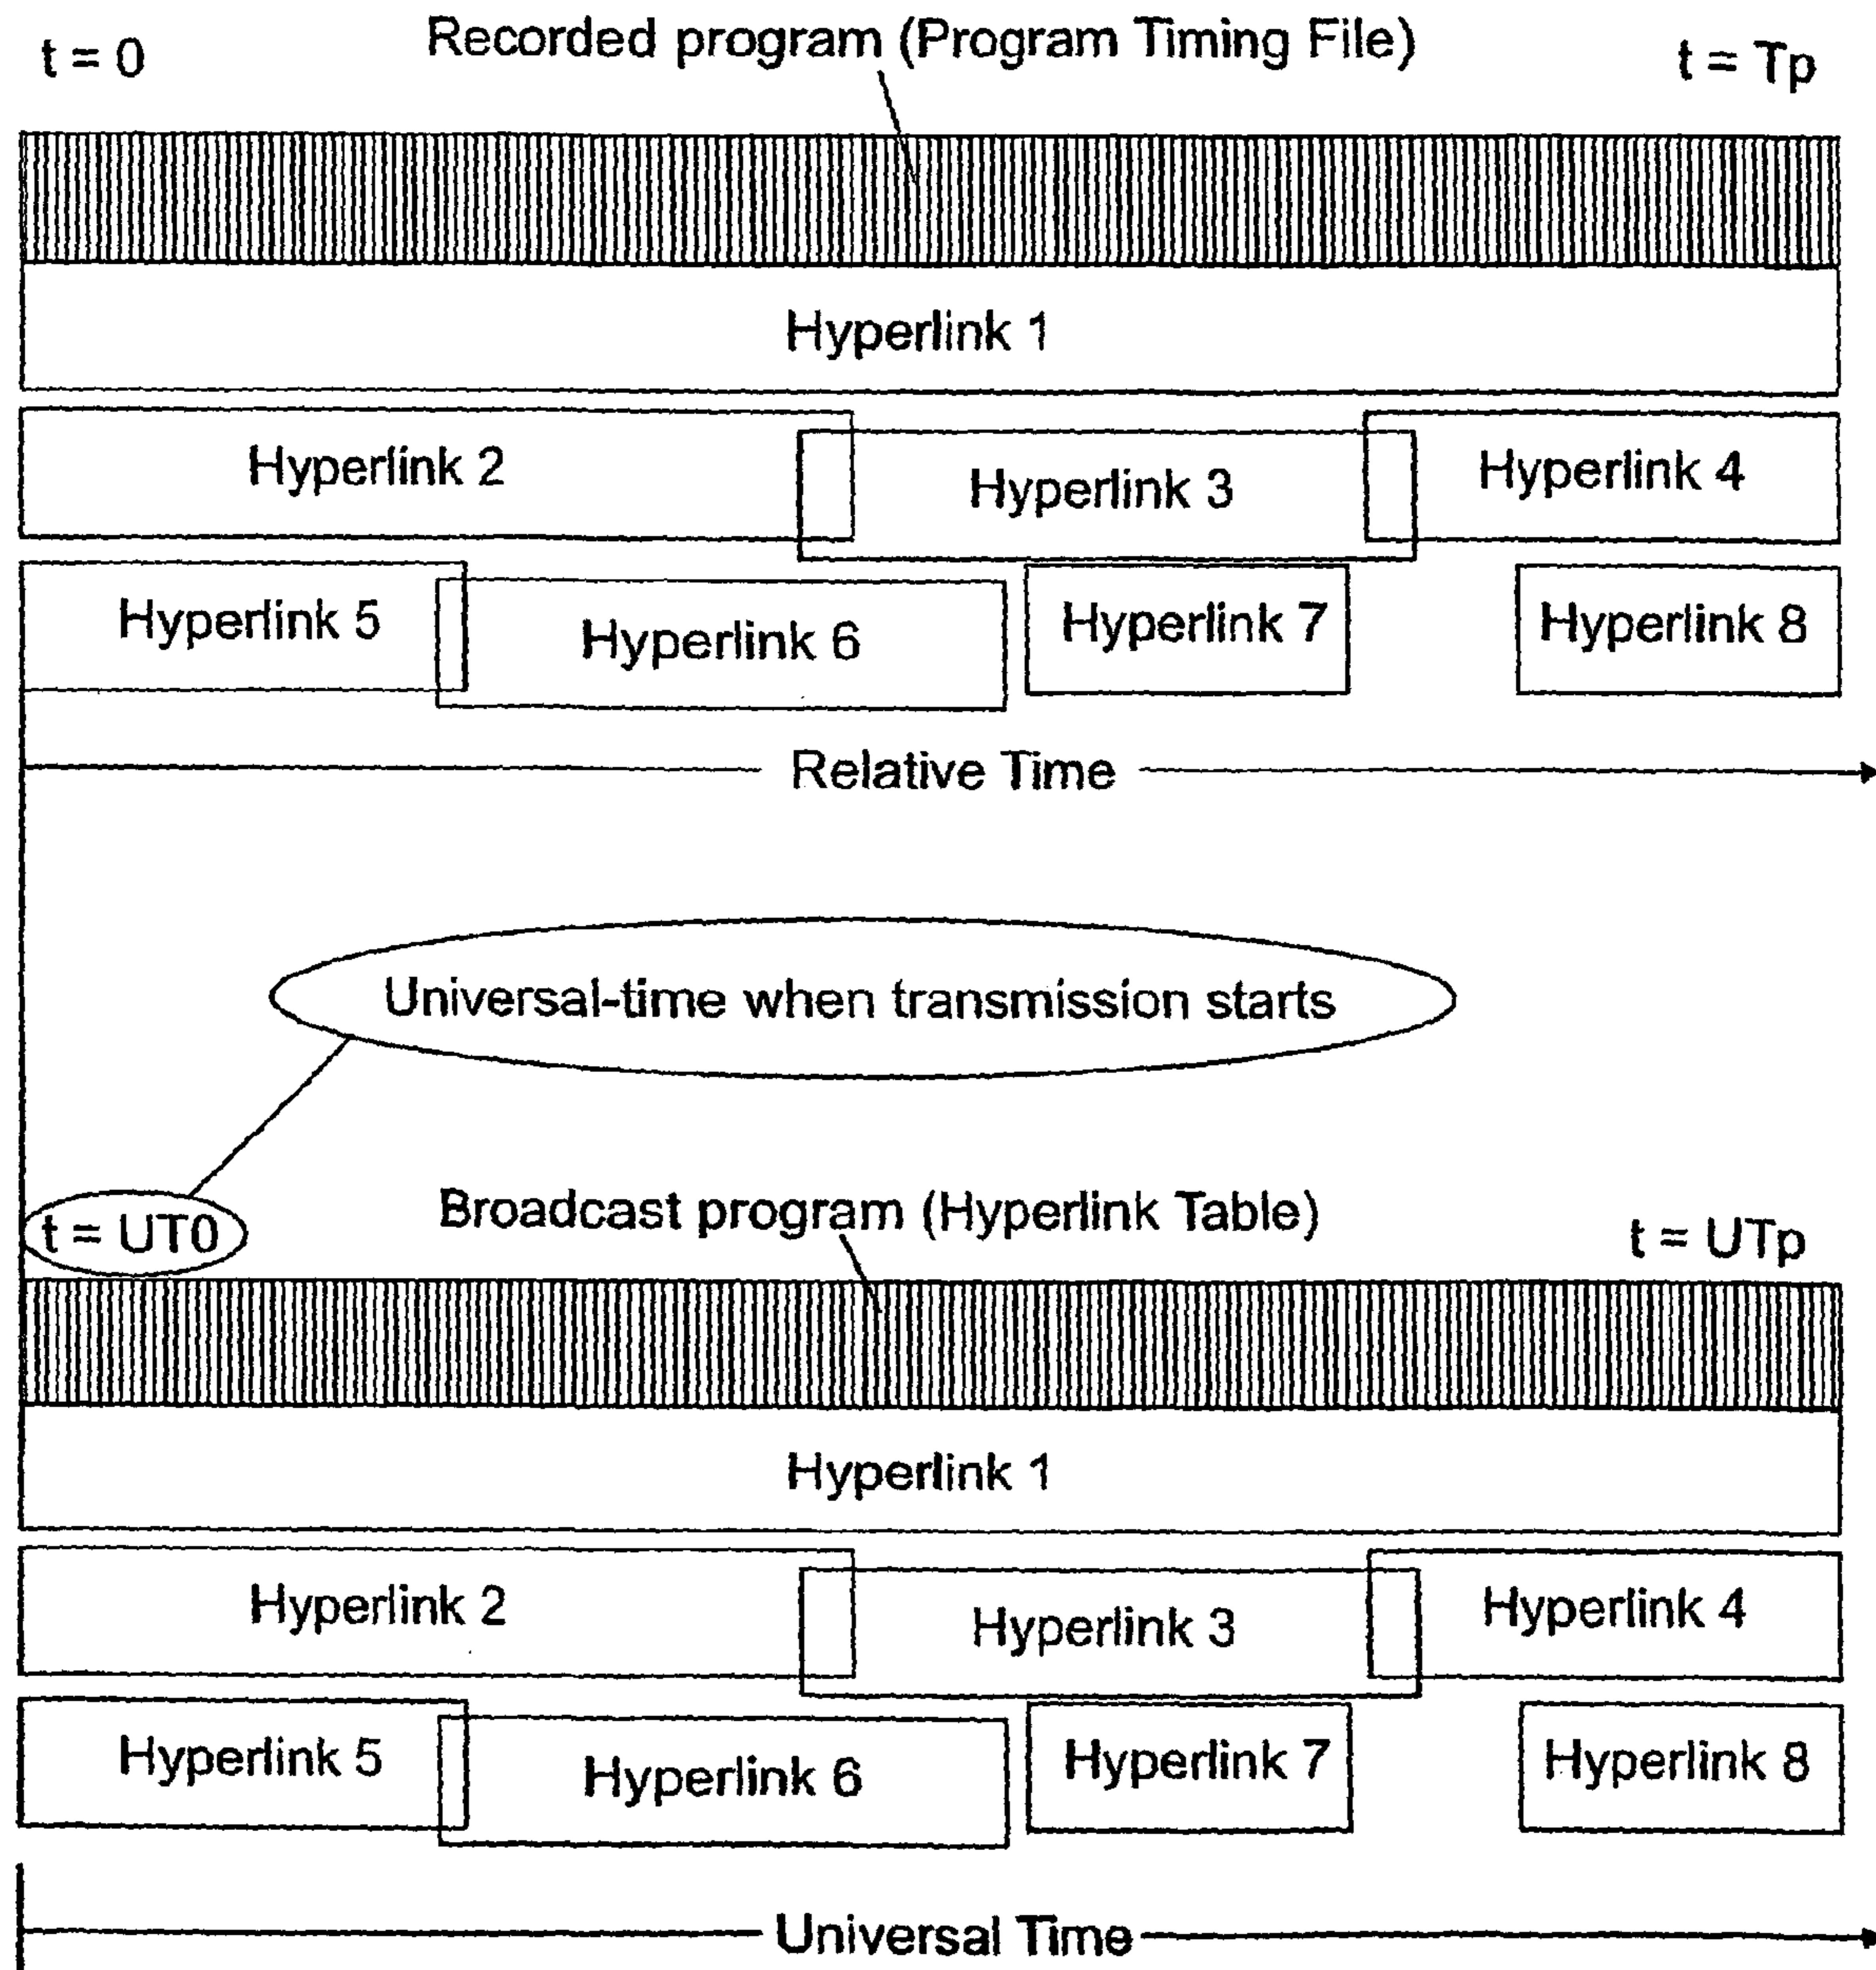 t = 0
Recorded program (Program Timing File)
t = Tp
Hyperlink 1
Hyperlink 2
Hyperlink 3
Hyperlink 4
Hyperlink 5
Hyperlink 6
Hyperlink 7
Hyperlink 8
Relative Time
Universal-time when transmission starts
t = UT0
Broadcast program (Hyperlink Table)
t = UTp
Hyperlink 1
Hyperlink 2
Hyperlink 3
Hyperlink 4
Hyperlink 5
Hyperlink 6
Hyperlink 7
Hyperlink 8
Universal Time